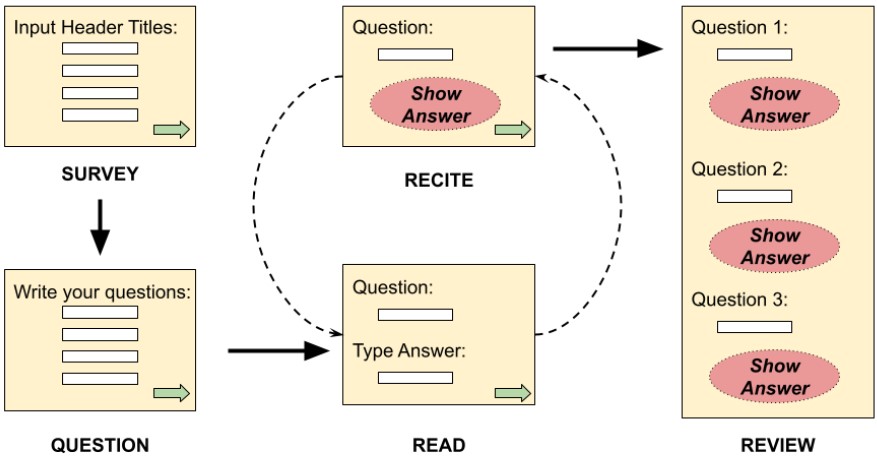 Input Header Titles:
SURVEY
Write your questions:
QUESTION
Question:
Show
Answer
RECITE
Question:
Type Answer:
READ
Question 1:
Show
Answer
Question 2:
Show
Answer
Question 3:
Show
Answer
REVIEW